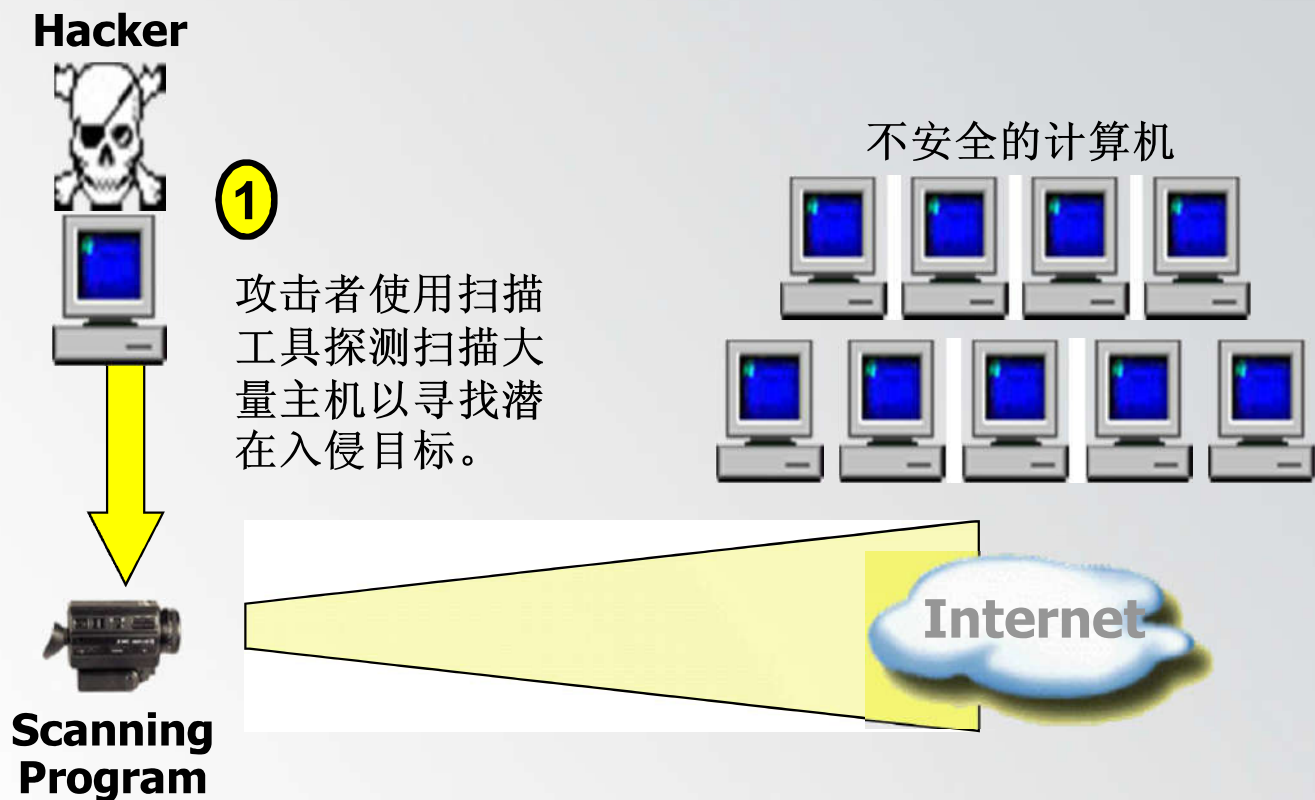 Hacker
不安全的计算机
1
攻击者使用扫描
工具探测扫描大
量主机以寻找潜
在入侵目标。
Internet
Scanning
Program